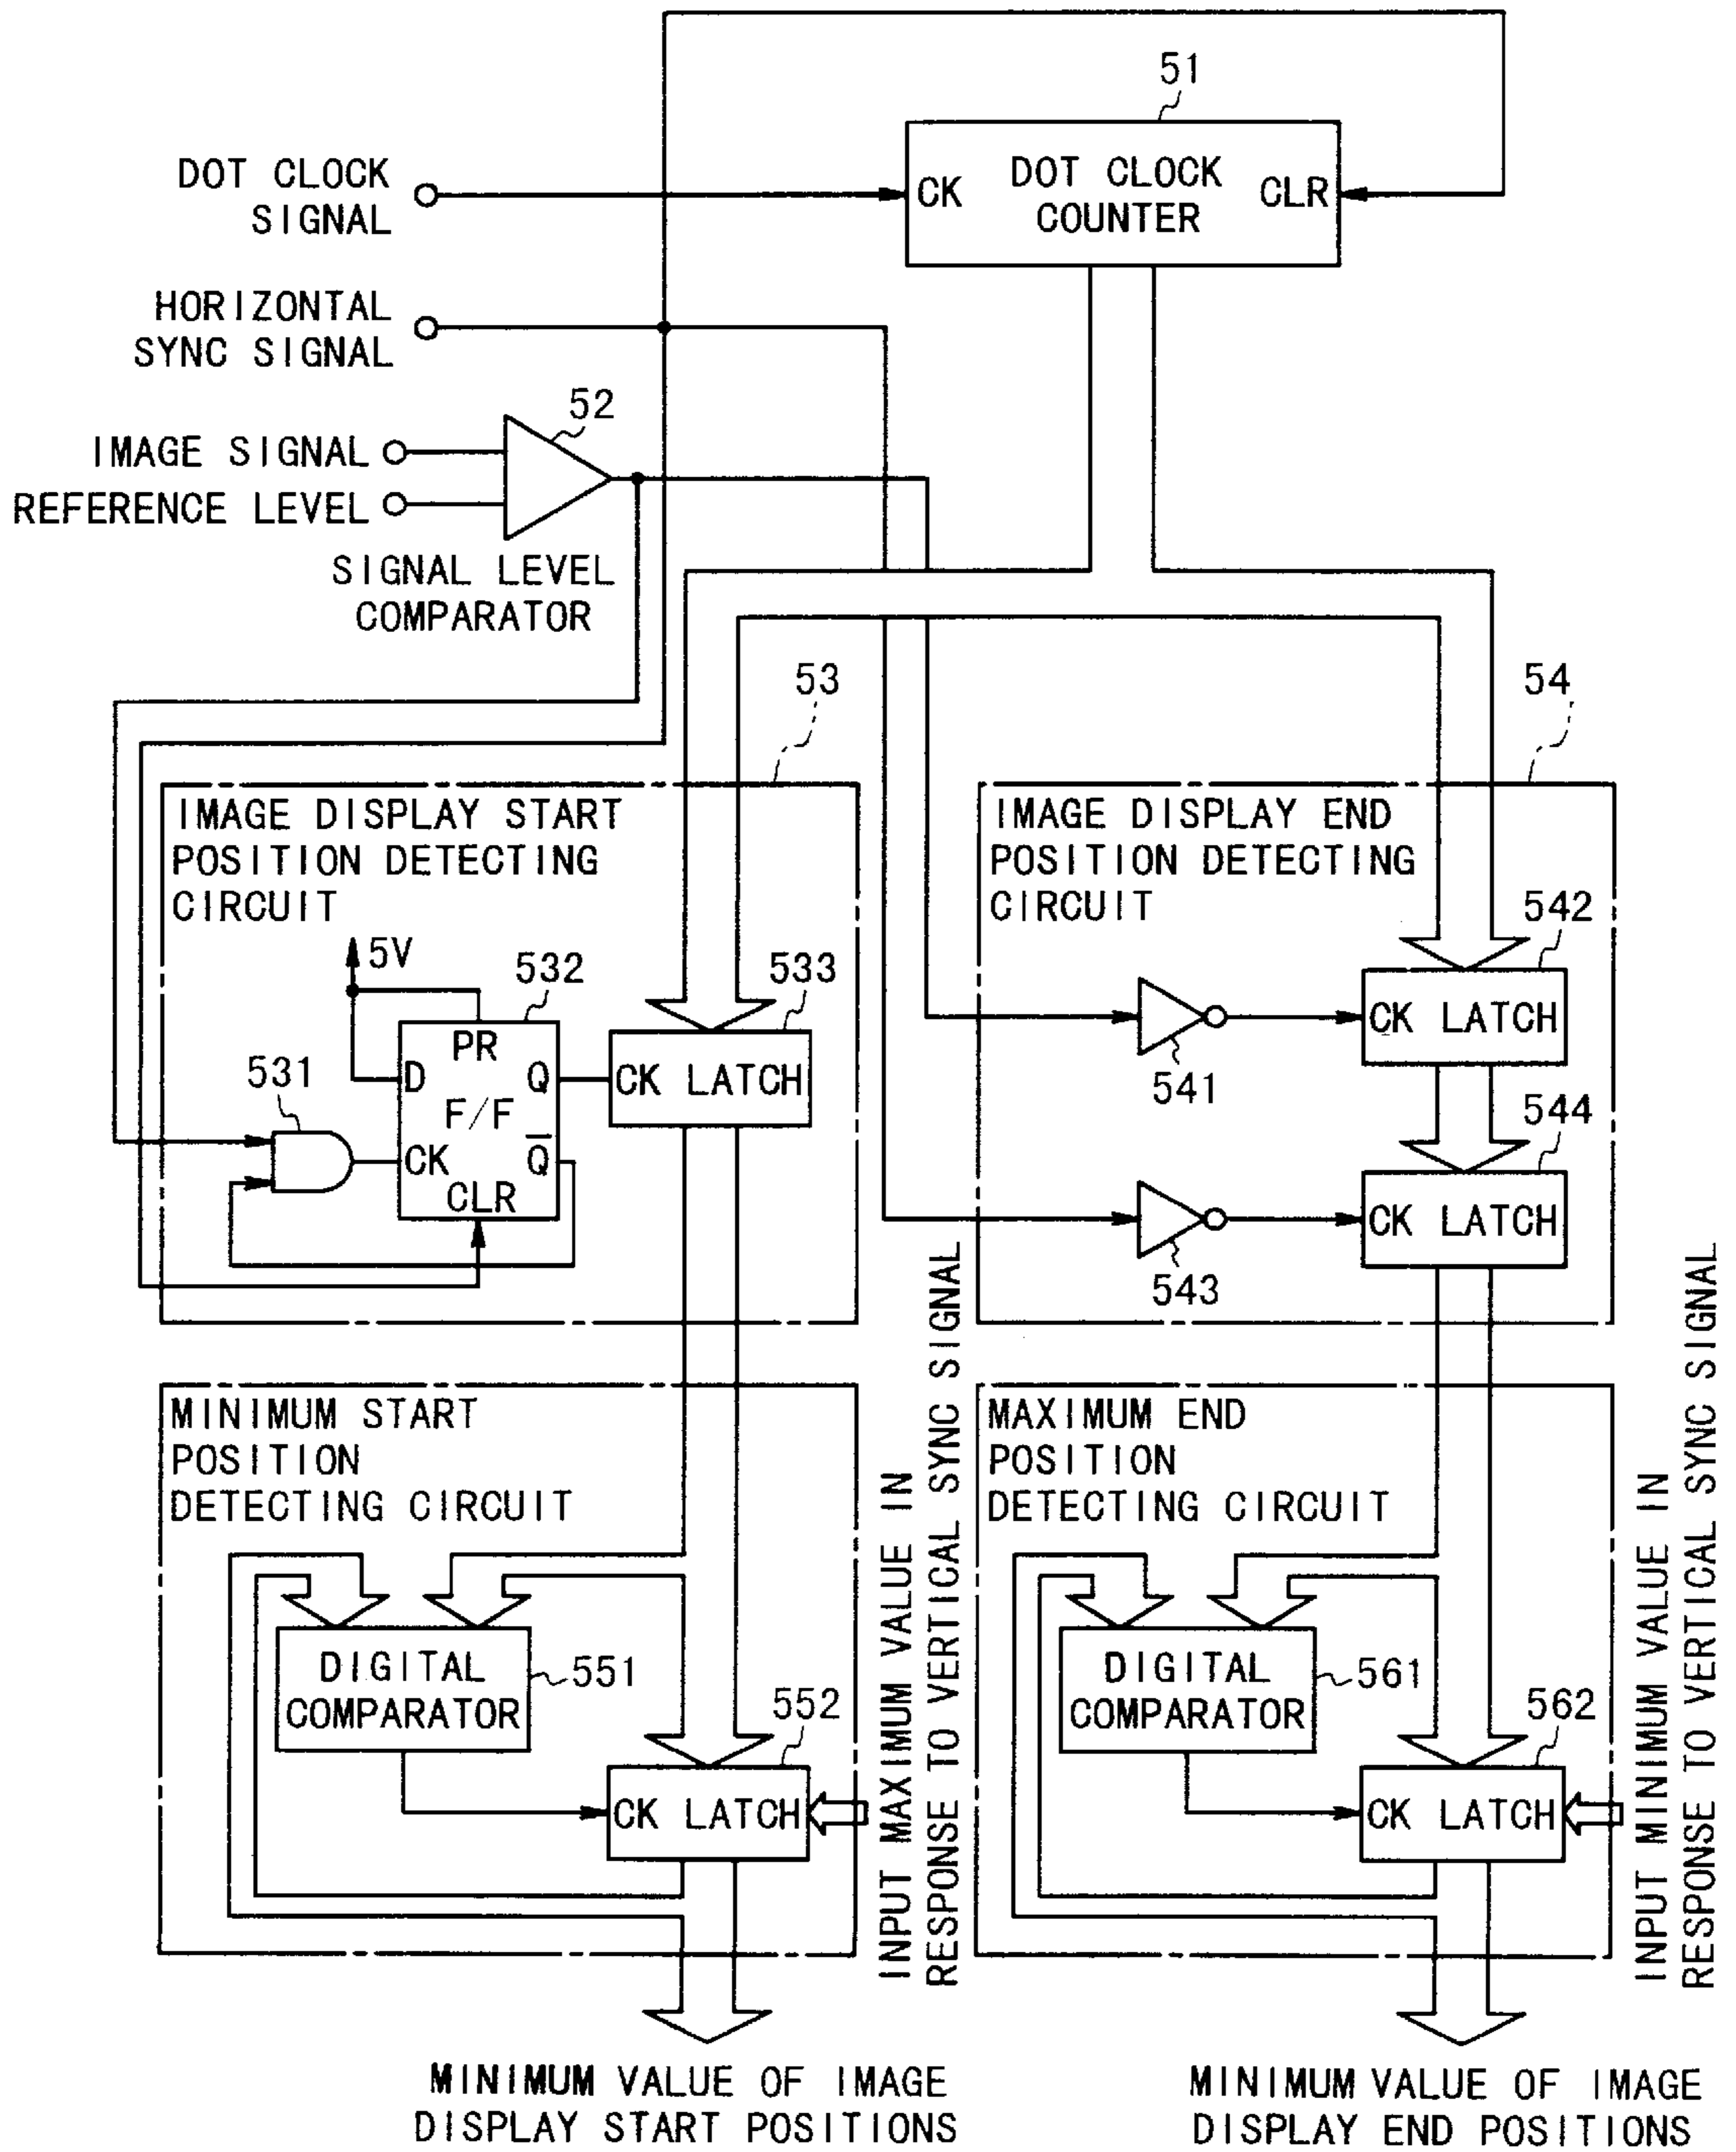 51
DOT CLOCK
SIGNAL
CK
DOT CLOCK
COUNTER
CLR
HORIZONTAL
SYNC SIGNAL
52
IMAGE SIGNAL
REFERENCE LEVEL
SIGNAL LEVEL
COMPARATOR
53
54
IMAGE DISPLAY START
POSITION DETECTING
CIRCUIT
5V
532
533
PR
D
Q
F/F
CK
Q̅
CLR
531
CK LATCH
IMAGE DISPLAY END
POSITION DETECTING
CIRCUIT
542
CK LATCH
541
544
CK LATCH
543
MINIMUM START
POSITION
DETECTING CIRCUIT
DIGITAL
COMPARATOR
551
552
CK LATCH
INPUT MAXIMUM VALUE IN
RESPONSE TO VERTICAL SYNC SIGNAL
MAXIMUM END
POSITION
DETECTING CIRCUIT
DIGITAL
COMPARATOR
561
562
CK LATCH
INPUT MINIMUM VALUE IN
RESPONSE TO VERTICAL SYNC SIGNAL
MINIMUM VALUE OF IMAGE
DISPLAY START POSITIONS
MINIMUM VALUE OF IMAGE
DISPLAY END POSITIONS